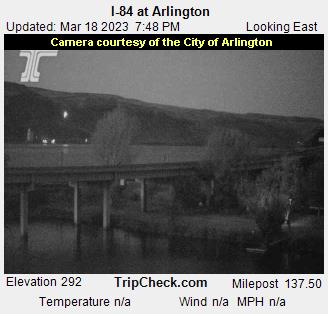 I-84 at Arlington
Updated: Mar 18 2023 7:48 PM Looking East
Camera courtesy of the City of Arlington
Elevation 292 TripCheck.com Milepost 137.50
Temperature n/a Wind n/a MPH n/a